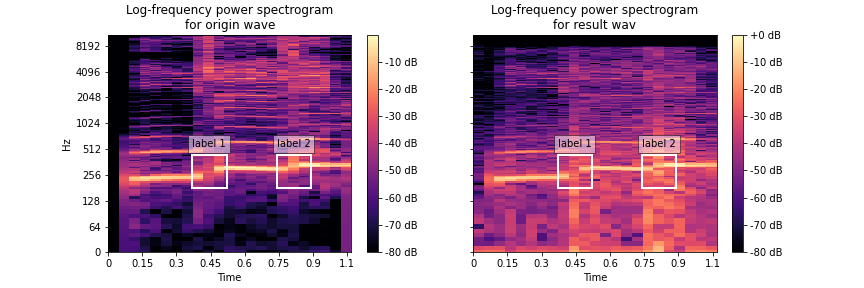 Log-frequency power spectrogram
for origin wave
Hz
8192
4096
2048
1024
512
256
128
64
0
label 1
label 2
0 0.15 0.3 0.45 0.6 0.75 0.9 1.1
Time
-10 dB
-20 dB
-30 dB
-40 dB
-50 dB
-60 dB
-70 dB
-80 dB
Log-frequency power spectrogram
for result wav
label 1
label 2
0 0.15 0.3 0.45 0.6 0.75 0.9 1.1
Time
+0 dB
-10 dB
-20 dB
-30 dB
-40 dB
-50 dB
-60 dB
-70 dB
-80 dB